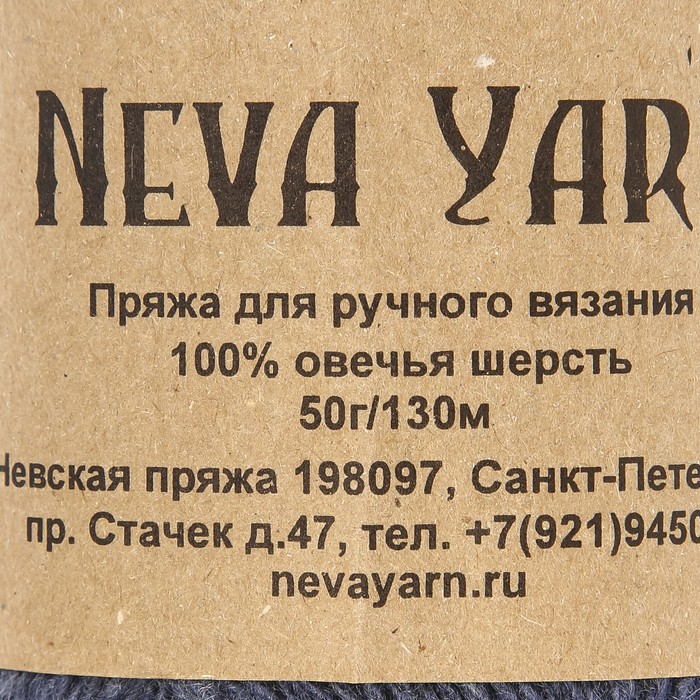 NEVA YAR
Пряжа для ручного вязания
100% овечья шерсть
50г/130м
Невская пряжа 198097, Санкт-Пете
пр. Стачек д.47, тел. +7(921)9450
nevayarn.ru